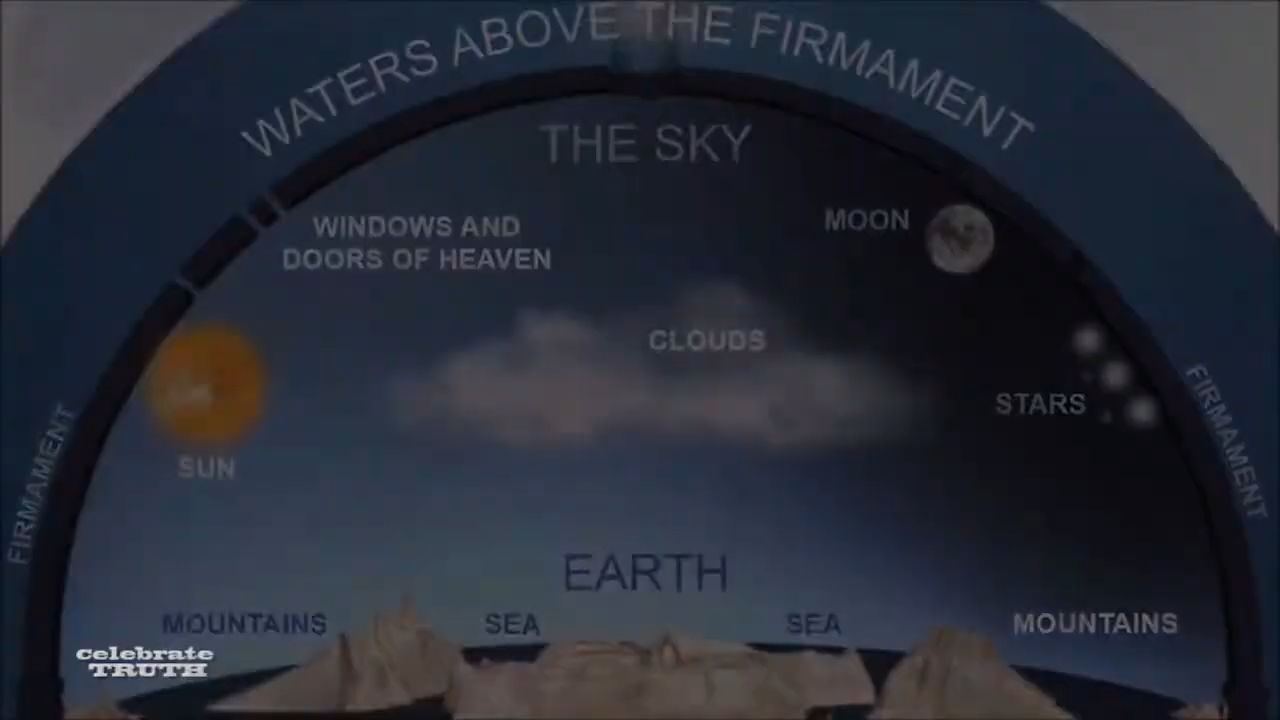 WATERS ABOVE THE FIRMAMENT
THE SKY
WINDOWS AND
DOORS OF HEAVEN
MOON
CLOUDS
STARS
SUN
FIRMAMENT
FIRMAMENT
EARTH
MOUNTAINS
SEA
SEA
MOUNTAINS
celebrate
TRUTH